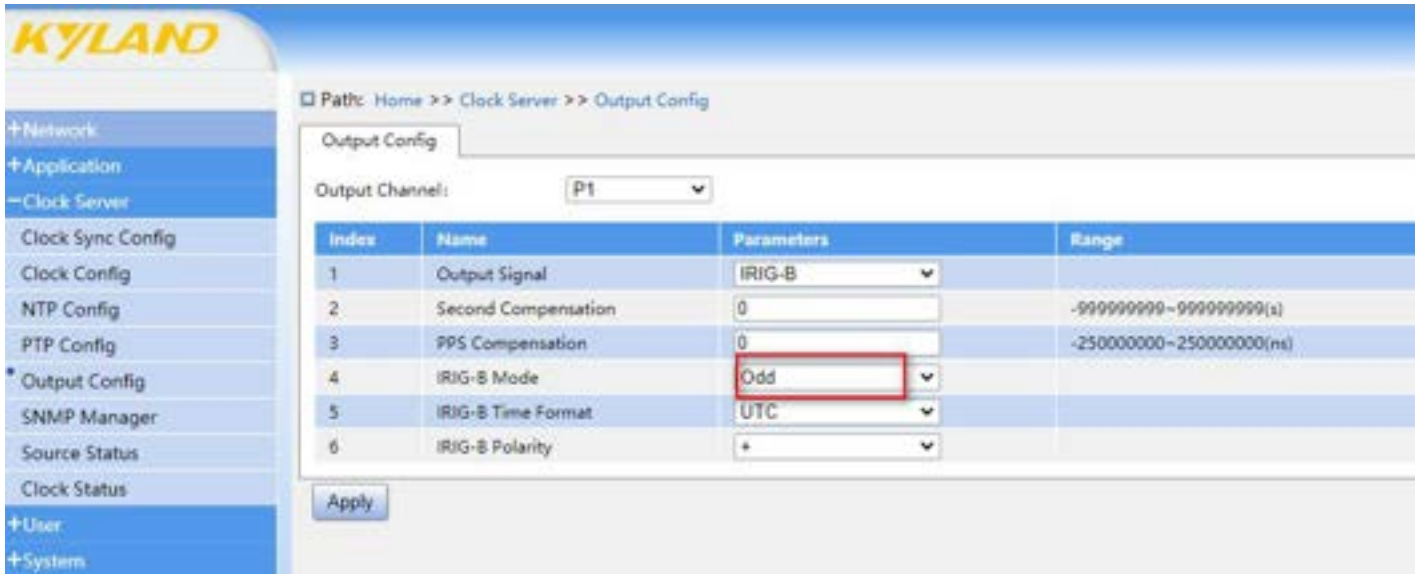 KYLAND
Path: Home >> Clock Server >> Output Config
+Network
+Application
−Clock Server
Clock Sync Config
Clock Config
NTP Config
PTP Config
Output Config
SNMP Manager
Source Status
Clock Status
+User
+System
Output Config
Output Channel: P1
Index Name Parameters Range
1 Output Signal IRIG-B
2 Second Compensation 0 -999999999~999999999(s)
3 PPS Compensation 0 -250000000~250000000(ns)
4 IRIG-B Mode Odd
5 IRIG-B Time Format UTC
6 IRIG-B Polarity +
Apply